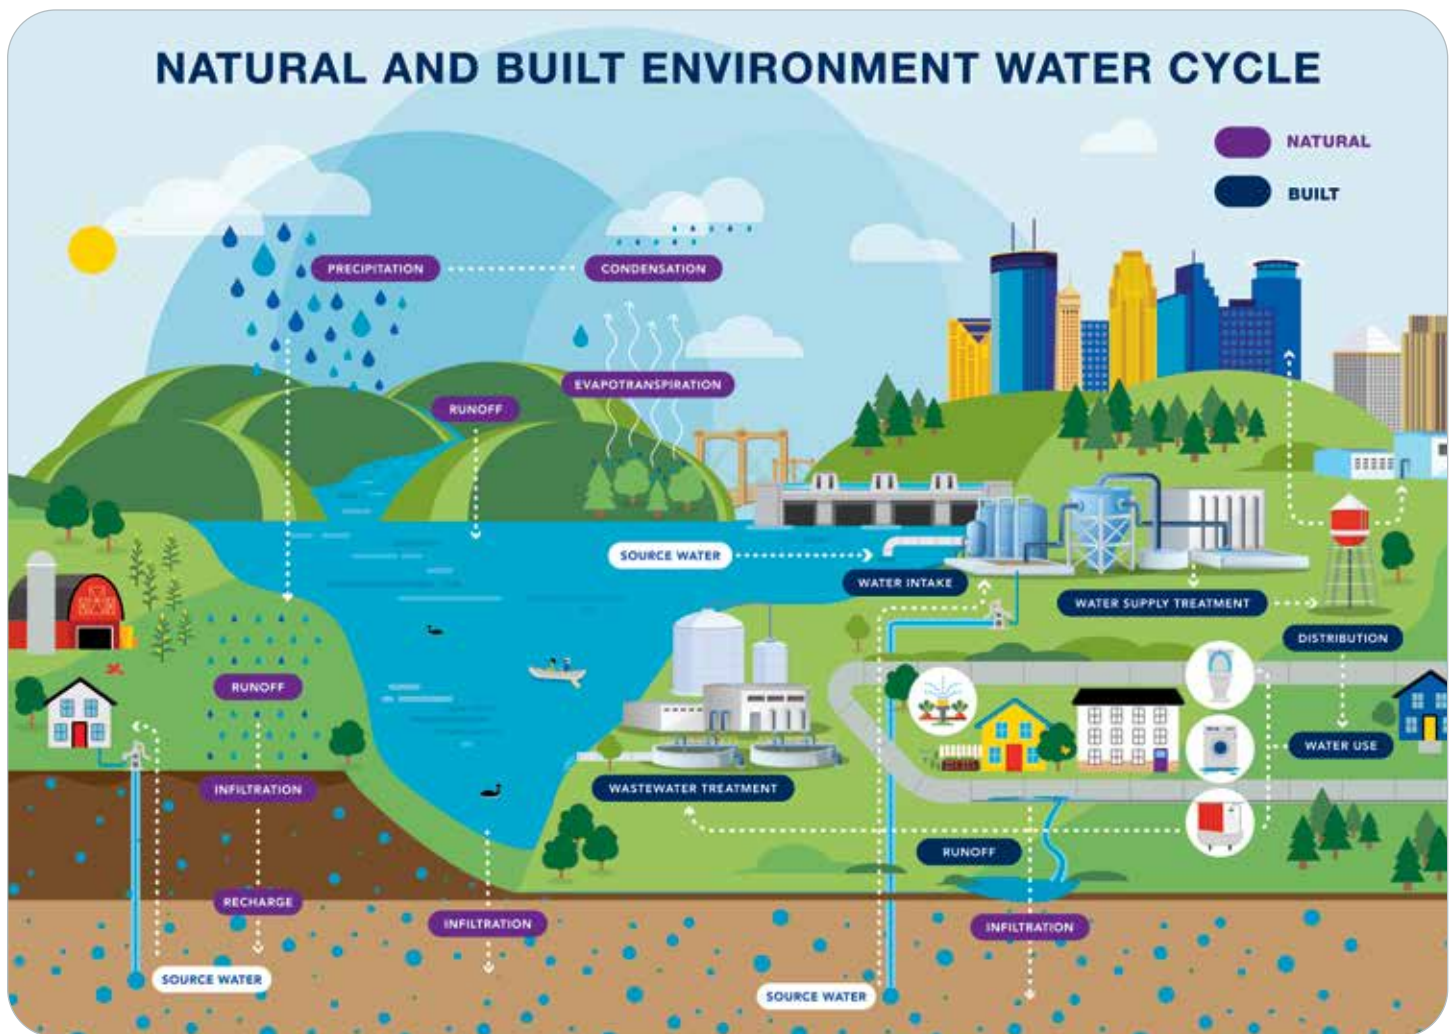 NATURAL AND BUILT ENVIRONMENT WATER CYCLE
NATURAL
BUILT
PRECIPITATION
CONDENSATION
EVAPOTRANSPIRATION
RUNOFF
SOURCE WATER
WATER INTAKE
WATER SUPPLY TREATMENT
DISTRIBUTION
RUNOFF
WATER USE
INFILTRATION
WASTEWATER TREATMENT
RUNOFF
RECHARGE
INFILTRATION
INFILTRATION
SOURCE WATER
SOURCE WATER